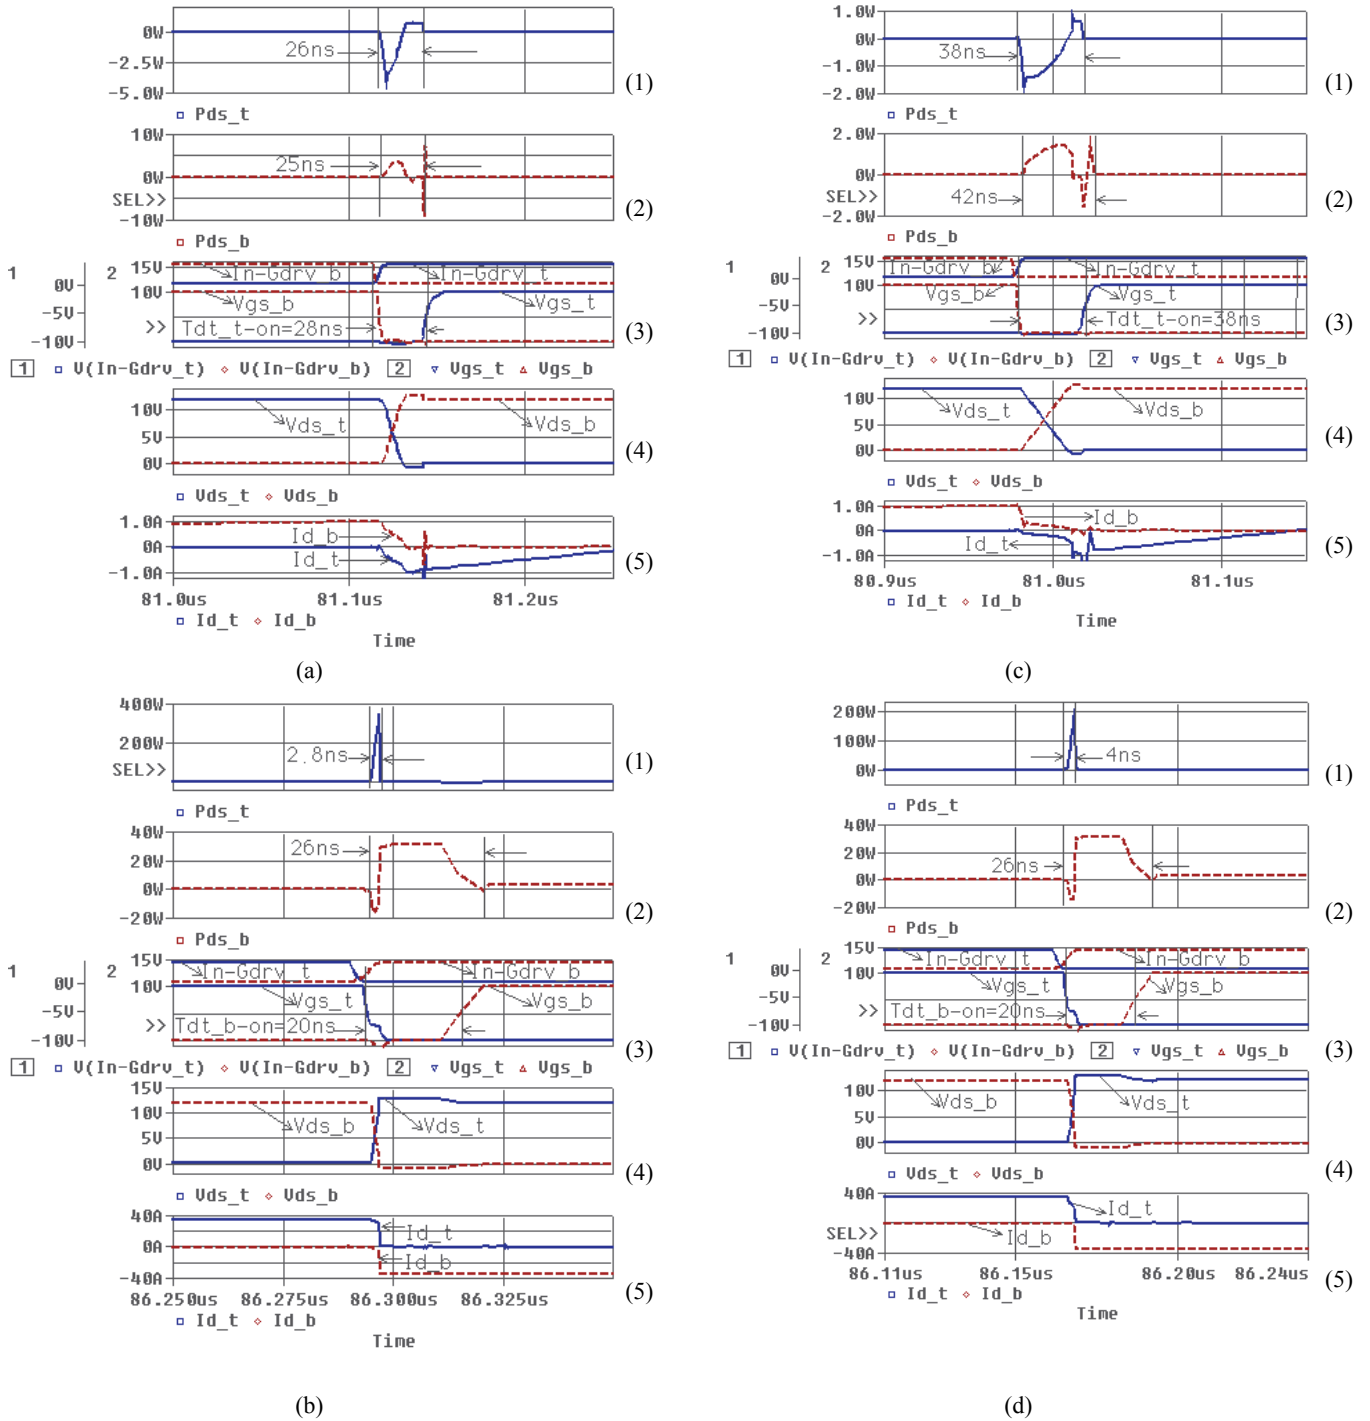 0W
-2.5W
-5.0W
26ns
(1)
Pds_t
10W
0W
SEL>>
-10W
25ns
(2)
Pds_b
1 2
15V
10V
-10V
0V
-5V
-10V
>>
In-Gdrv_b In-Gdrv_t
Vgs_b Vgs_t
Tdt_t-on=28ns
(3)
1 V(In-Gdrv_t) V(In-Gdrv_b) 2 Vgs_t Vgs_b
10V
5V
0V
Vds_t Vds_b
(4)
Vds_t Vds_b
1.0A
0A
-1.0A
Id_b
Id_t
(5)
81.0us 81.1us 81.2us
Id_t Id_b
Time
(a)
1.0W
0W
-1.0W
-2.0W
38ns
(1)
Pds_t
2.0W
0W
SEL>>
-2.0W
42ns
(2)
Pds_b
1 2
15V
10V
-10V
0V
-5V
-10V
>>
In-Gdrv_b In-Gdrv_t
Vgs_b Vgs_t
Tdt_t-on=38ns
(3)
1 V(In-Gdrv_t) V(In-Gdrv_b) 2 Vgs_t Vgs_b
10V
5V
0V
Vds_t Vds_b
(4)
Vds_t Vds_b
1.0A
0A
-1.0A
Id_b
Id_t
(5)
80.9us 81.0us 81.1us
Id_t Id_b
Time
(c)
400W
200W
SEL>>
2.8ns
(1)
Pds_t
40W
20W
0W
-20W
26ns
(2)
Pds_b
1 2
15V
10V
-10V
0V
-5V
-10V
>>
In-Gdrv_t In-Gdrv_b
Vgs_t Vgs_b
Tdt_b-on=20ns
(3)
1 V(In-Gdrv_t) V(In-Gdrv_b) 2 Vgs_t Vgs_b
15V
10V
5V
0V
Vds_b Vds_t
(4)
Vds_t Vds_b
40A
0A
-40A
Id_t
Id_b
(5)
86.250us 86.275us 86.300us 86.325us
Id_t Id_b
Time
(b)
200W
100W
0W
4ns
(1)
Pds_t
40W
20W
0W
-20W
26ns
(2)
Pds_b
1 2
15V
10V
-10V
0V
-5V
-10V
>>
In-Gdrv_t In-Gdrv_b
Vgs_t Vgs_b
Tdt_b-on=20ns
(3)
1 V(In-Gdrv_t) V(In-Gdrv_b) 2 Vgs_t Vgs_b
10V
5V
0V
Vds_b Vds_t
(4)
Vds_t Vds_b
40A
SEL>>
-40A
Id_t
Id_b
(5)
86.11us 86.15us 86.20us 86.24us
Id_t Id_b
Time
(d)